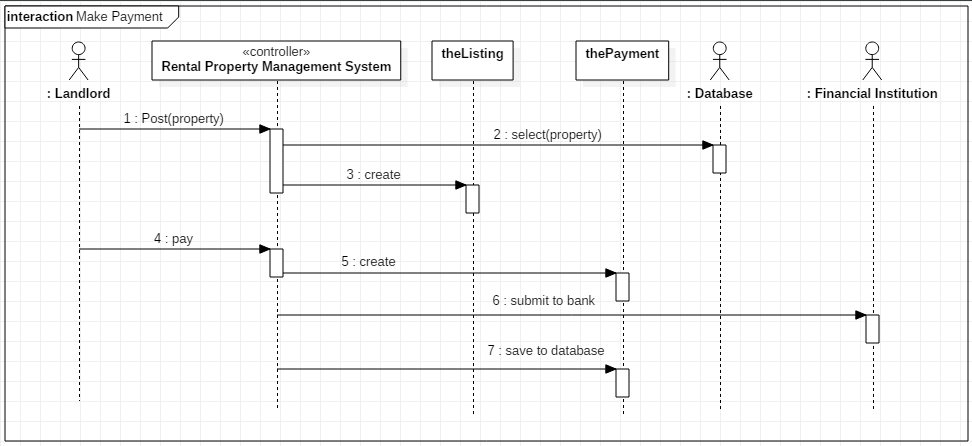 interaction Make Payment
«controller»
Rental Property Management System
theListing
thePayment
: Landlord
: Database
: Financial Institution
1 : Post(property)
2 : select(property)
3 : create
4 : pay
5 : create
6 : submit to bank
7 : save to database